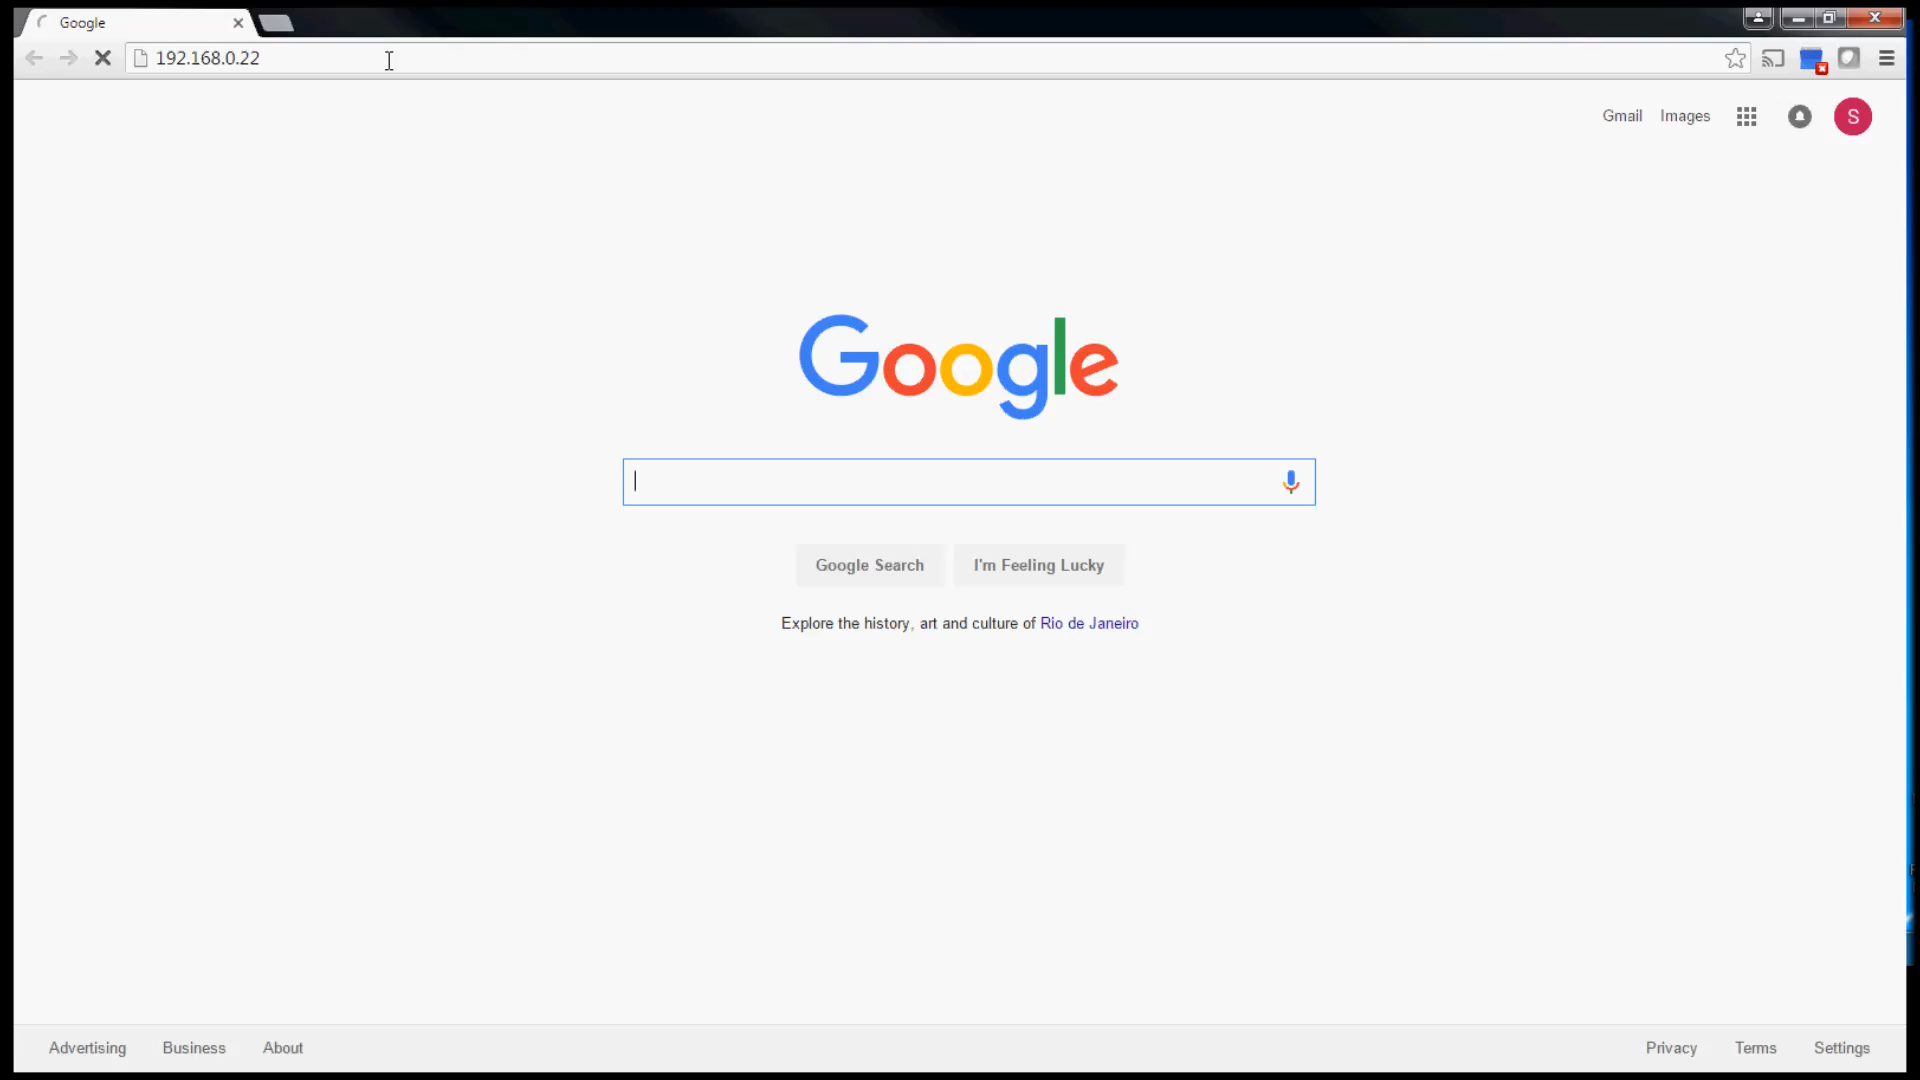 Google
192.168.0.22
Gmail Images S
Google
Google Search I'm Feeling Lucky
Explore the history, art and culture of Rio de Janeiro
Advertising Business About Privacy Terms Settings